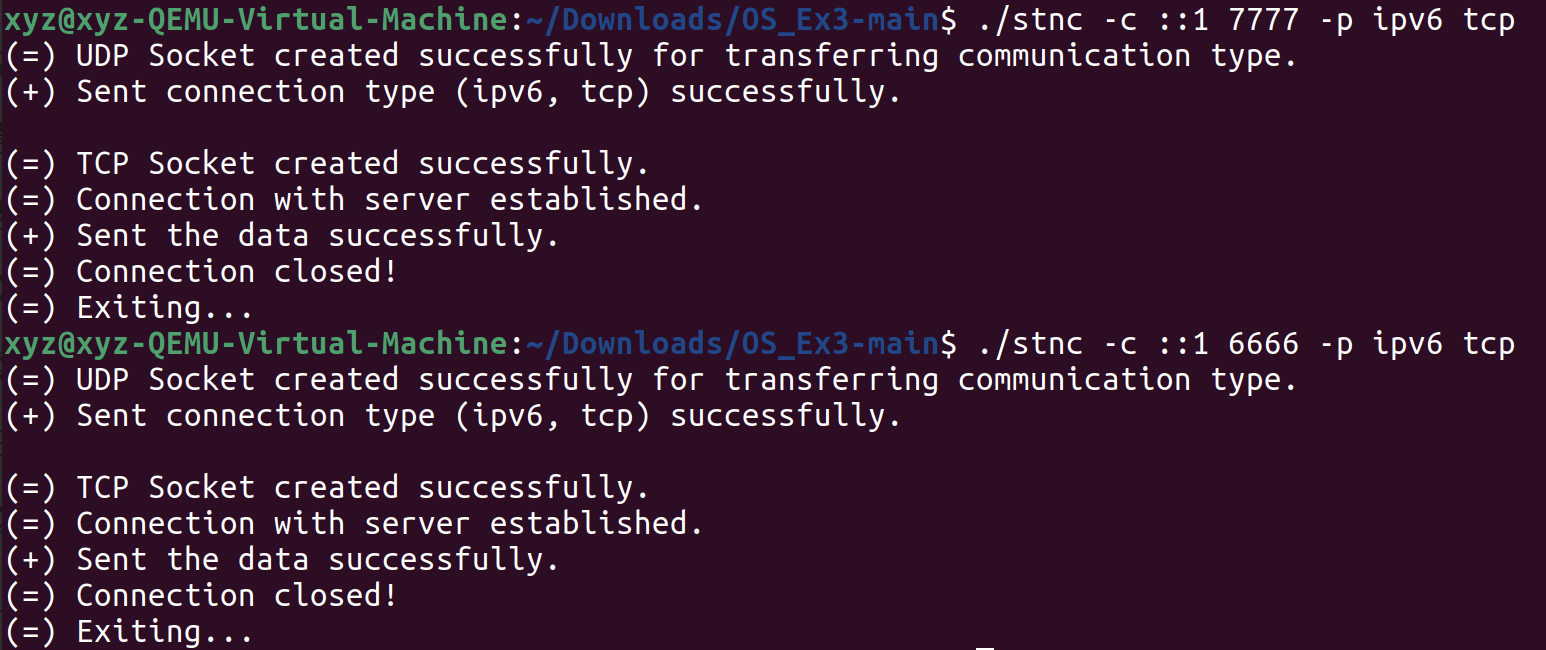 xyz@xyz-QEMU-Virtual-Machine:~/Downloads/OS_Ex3-main$ ./stnc -c ::1 7777 -p ipv6 tcp
(=) UDP Socket created successfully for transferring communication type.
(+) Sent connection type (ipv6, tcp) successfully.
(=) TCP Socket created successfully.
(=) Connection with server established.
(+) Sent the data successfully.
(=) Connection closed!
(=) Exiting...
xyz@xyz-QEMU-Virtual-Machine:~/Downloads/OS_Ex3-main$ ./stnc -c ::1 6666 -p ipv6 tcp
(=) UDP Socket created successfully for transferring communication type.
(+) Sent connection type (ipv6, tcp) successfully.
(=) TCP Socket created successfully.
(=) Connection with server established.
(+) Sent the data successfully.
(=) Connection closed!
(=) Exiting...